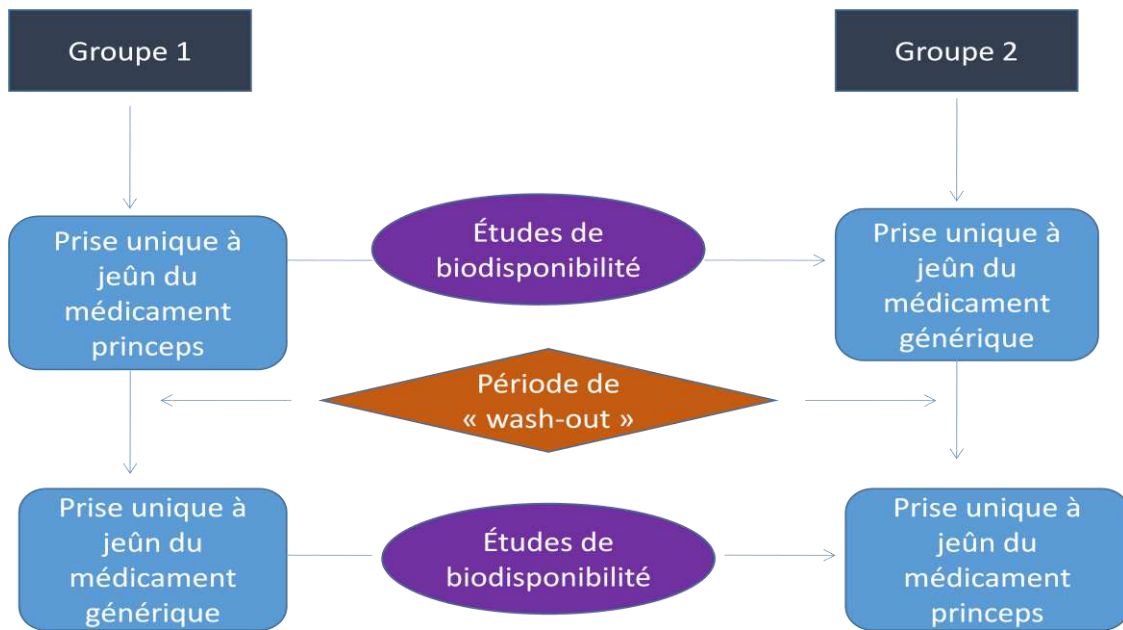 Groupe 1
Groupe 2
Prise unique à
jeûn du
médicament
princeps
Études de
biodisponibilité
Prise unique à
jeûn du
médicament
générique
Période de
« wash-out »
Prise unique à
jeûn du
médicament
générique
Études de
biodisponibilité
Prise unique à
jeûn du
médicament
princeps